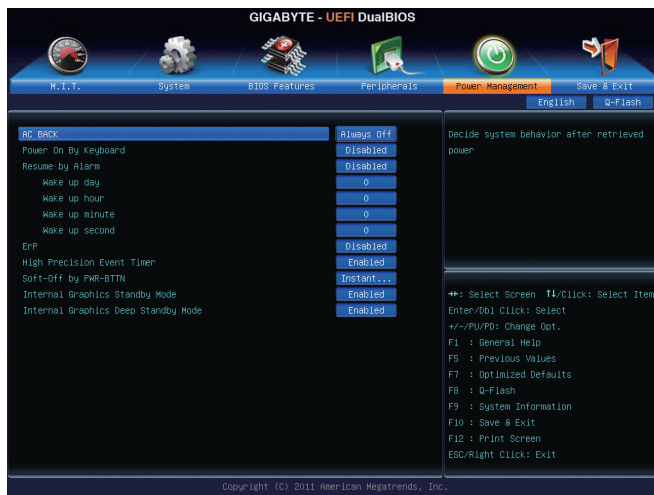 GIGABYTE - UEFI DualBIOS
M.I.T.
System
BIOS Features
Peripherals
Power Management
Save & Exit
English
Q-Flash
AC BACK Always Off
Power On By Keyboard Disabled
Resume by Alarm Disabled
Wake up day 0
Wake up hour 0
Wake up minute 0
Wake up second 0
ErP Disabled
High Precision Event Timer Enabled
Soft-Off by PWR-BTTN Instant...
Internal Graphics Standby Mode Enabled
Internal Graphics Deep Standby Mode Enabled
Decide system behavior after retrieved
power
↔: Select Screen ↑↓/Click: Select Item
Enter/Dbl Click: Select
+/-/PU/PD: Change Opt.
F1 : General Help
F5 : Previous Values
F7 : Optimized Defaults
F8 : Q-Flash
F9 : System Information
F10 : Save & Exit
F12 : Print Screen
ESC/Right Click: Exit
Copyright (C) 2011 American Megatrends, Inc.